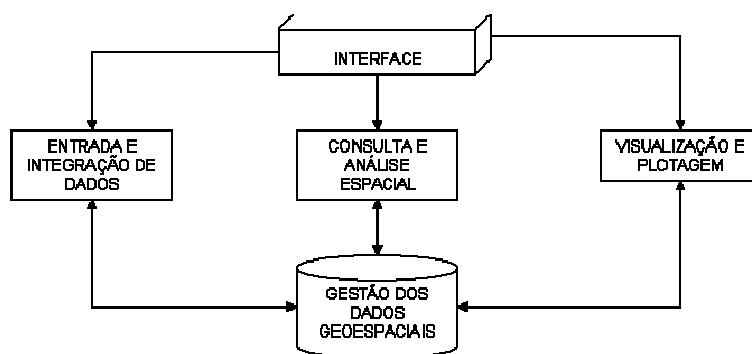 INTERFACE
ENTRADA E
INTEGRAÇÃO DE
DADOS
CONSULTA E
ANÁLISE
ESPACIAL
VISUALIZAÇÃO E
PLOTAGEM
GESTÃO DOS
DADOS
GEOESPACIAIS